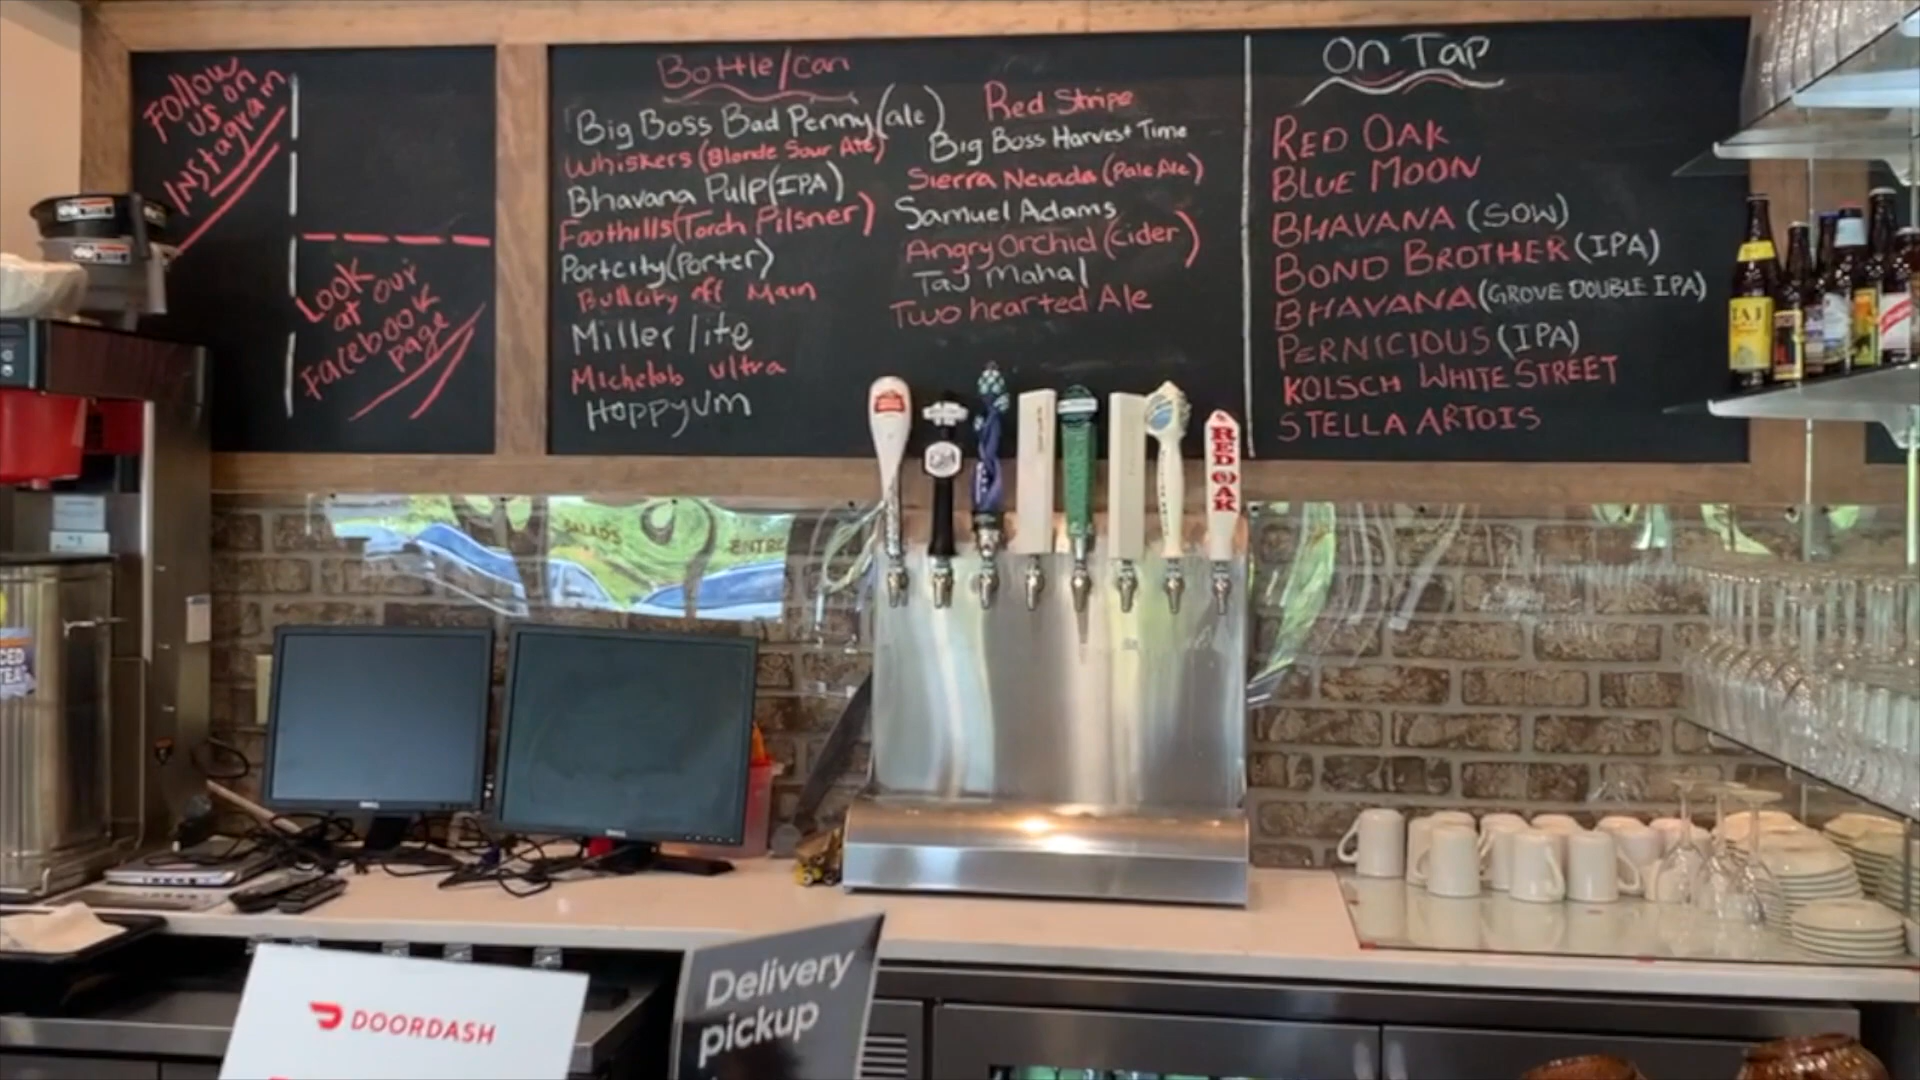 Follow
us on
Instagram
Look
at our
Facebook
page
Bottle/can
Big Boss Bad Penny (ale)
Whiskers (Blonde Sour Ale)
Bhavana Pulp (IPA)
Foothills (Torch Pilsner)
Portcity (Porter)
Bullcity off Main
Miller lite
Michelob ultra
Hoppyum
Red Stripe
Big Boss Harvest Time
Sierra Nevada (Pale Ale)
Samuel Adams
Angry Orchid (Cider)
Taj Mahal
Two hearted Ale
On Tap
RED OAK
BLUE MOON
BHAVANA (SOW)
BOND BROTHER (IPA)
BHAVANA (GROVE DOUBLE IPA)
PERNICIOUS (IPA)
KOLSCH WHITE STREET
STELLA ARTOIS
RED OAK
SALADS
DELL
DELL
DOORDASH
Delivery
pickup